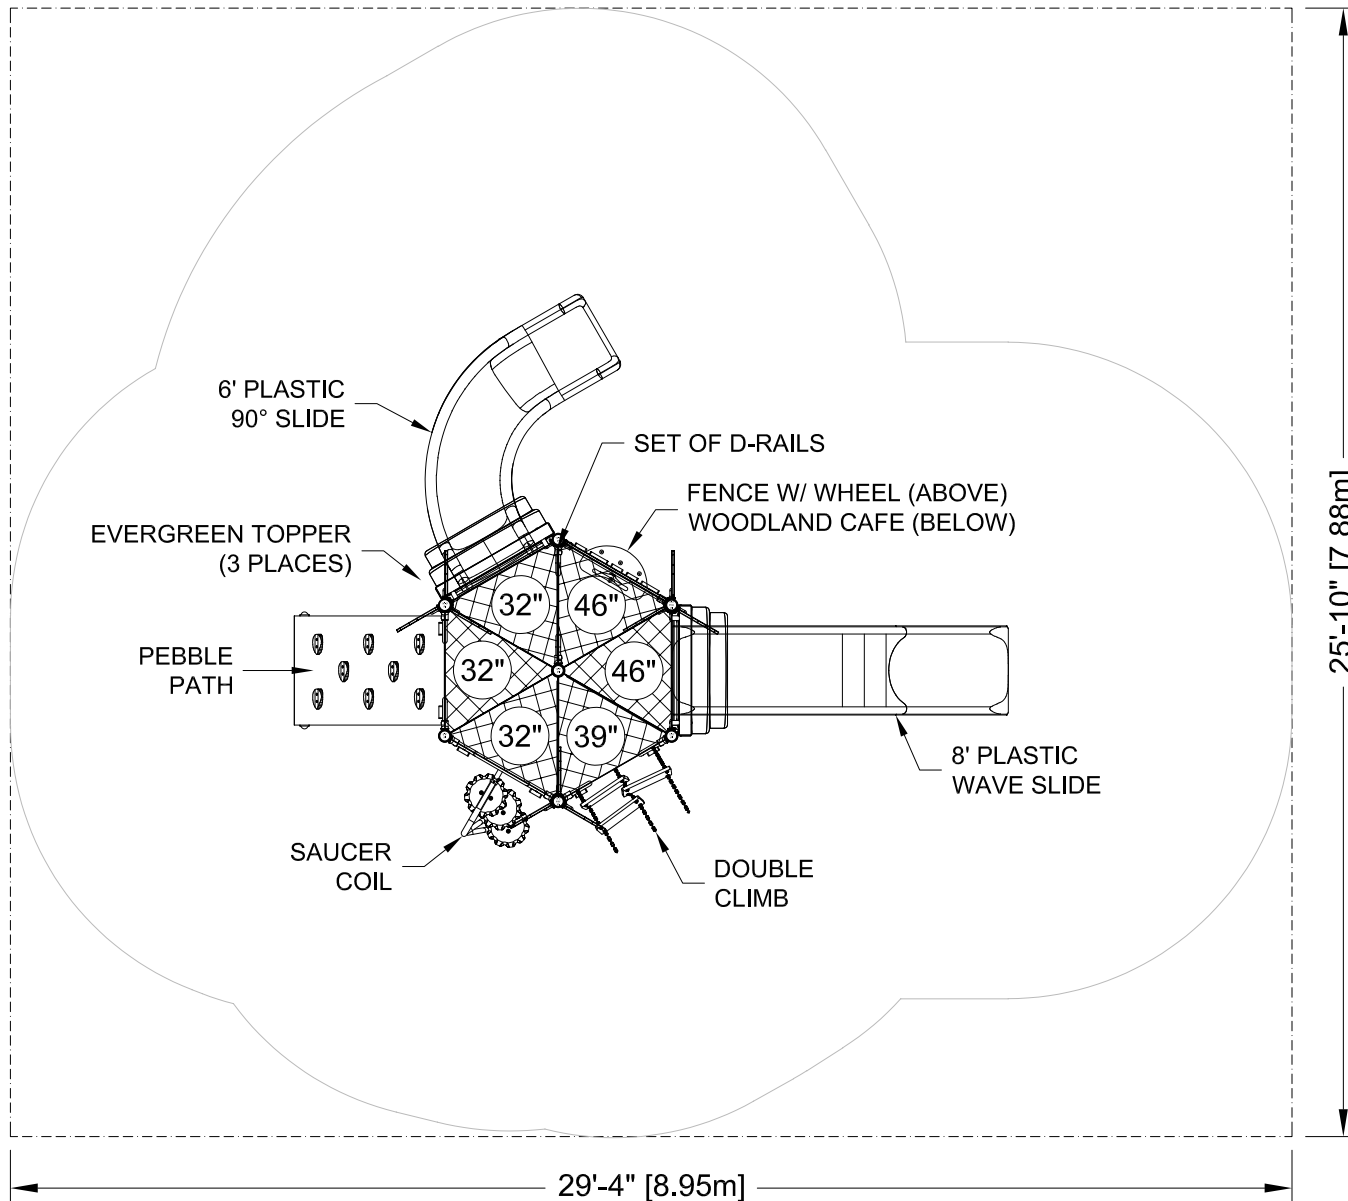 6' PLASTIC
90° SLIDE
SET OF D-RAILS
FENCE W/ WHEEL (ABOVE)
WOODLAND CAFE (BELOW)
EVERGREEN TOPPER
(3 PLACES)
32"
46"
PEBBLE
PATH
32"
46"
32"
39"
8' PLASTIC
WAVE SLIDE
SAUCER
COIL
DOUBLE
CLIMB
25'-10" [7.88m]
29'-4" [8.95m]